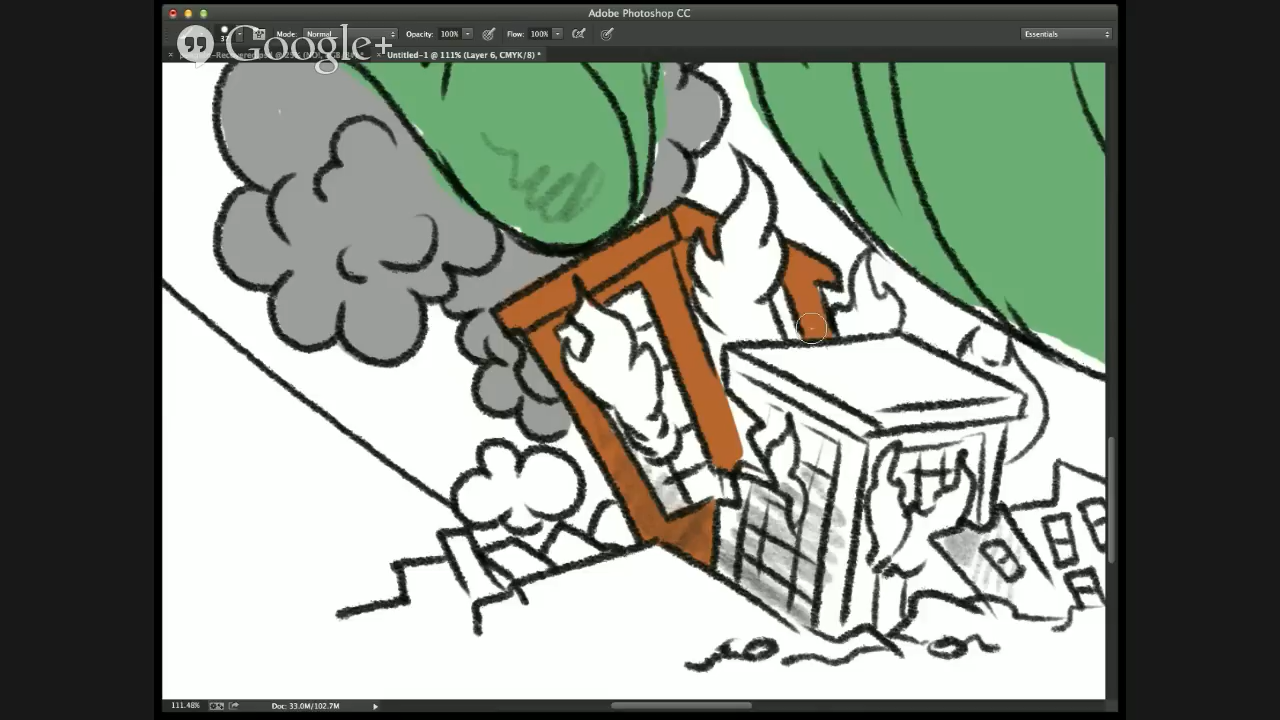 Adobe Photoshop CC
Google+
Mode: Normal Opacity: 100% Flow: 100% Essentials
Untitled-1 @ 111% (Layer 6, CMYK/8) *
111.48% Doc: 33.0M/102.7M